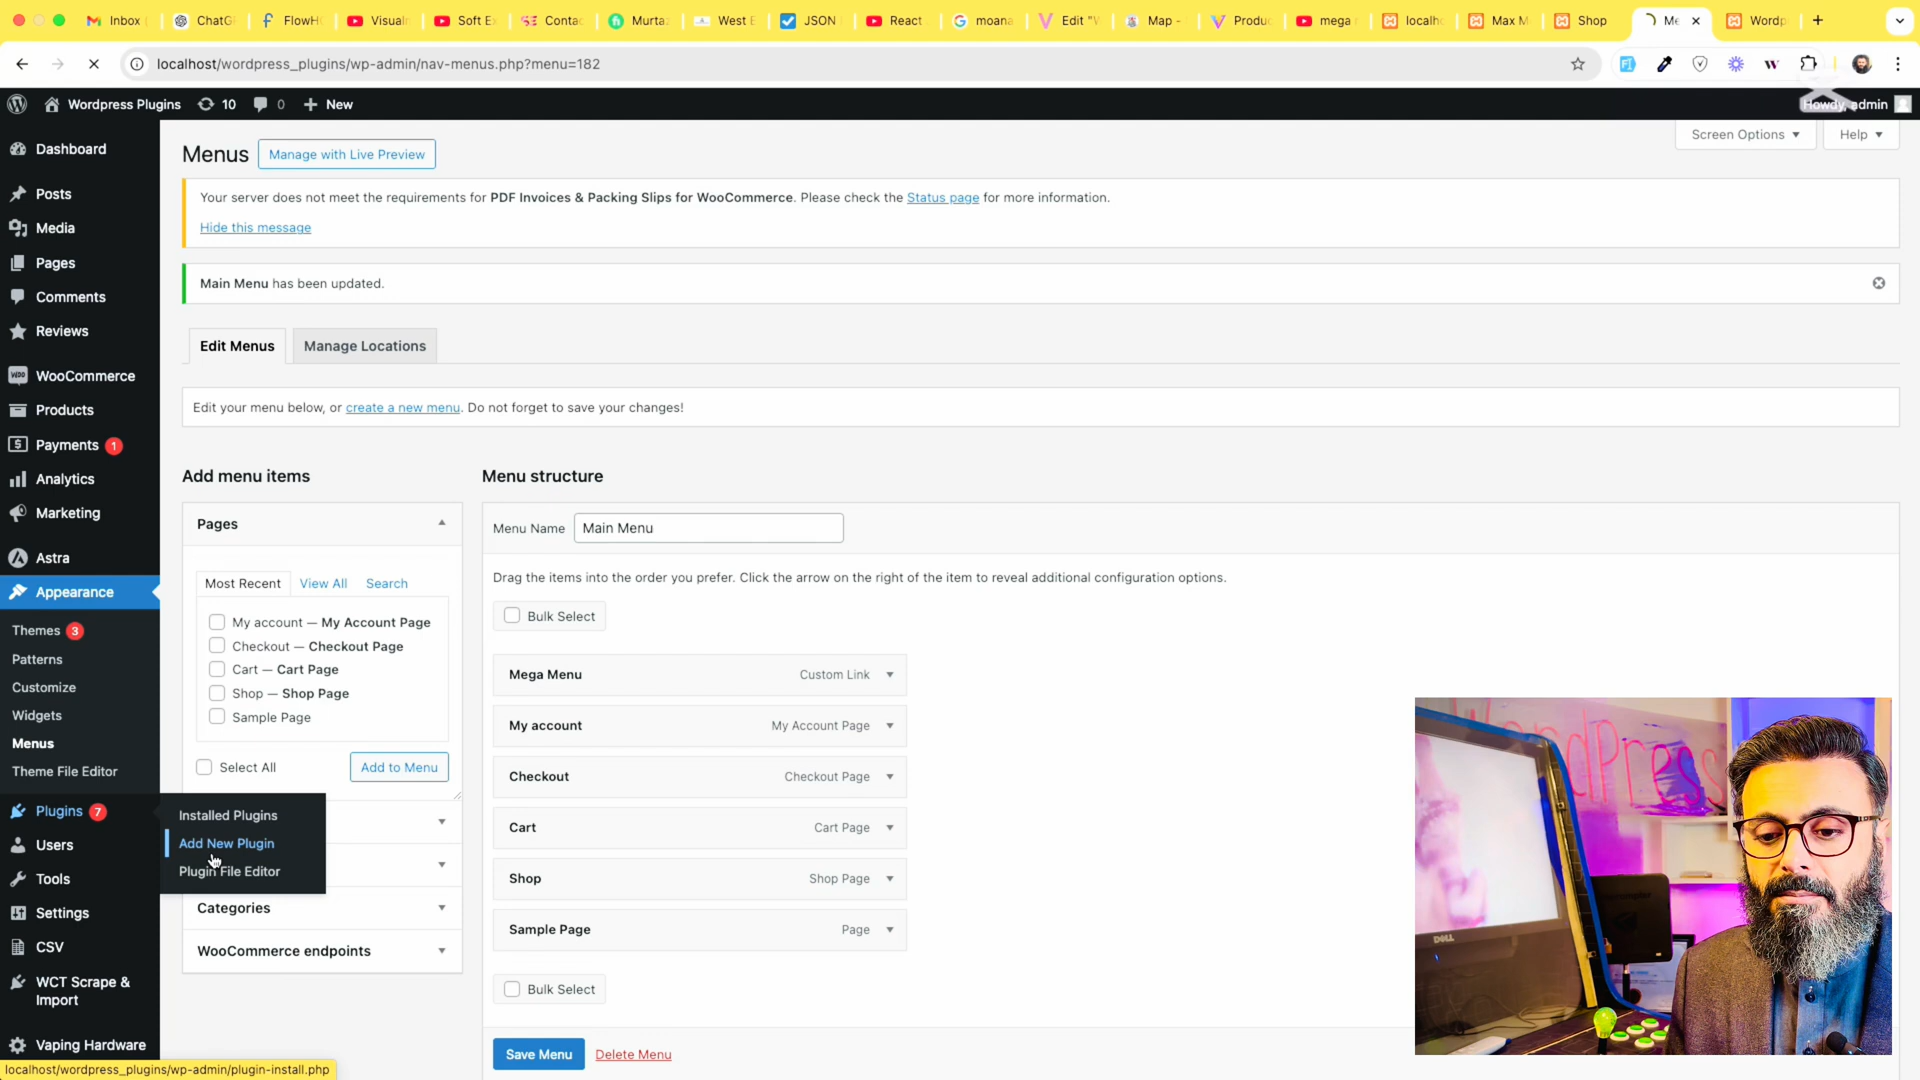 Inbox
ChatG
FlowH
Visual
Soft E
Contac
Murta
West E
JSON
React
moana
Edit "V
Map -
Produc
mega
localh
Max M
Shop
Me
Wordp
localhost/wordpress_plugins/wp-admin/nav-menus.php?menu=182
Wordpress Plugins
10
0
New
Howdy, admin
Dashboard
Posts
Media
Pages
Comments
Reviews
WooCommerce
Products
Payments 1
Analytics
Marketing
Astra
Appearance
Themes 3
Patterns
Customize
Widgets
Menus
Theme File Editor
Plugins 7
Users
Tools
Settings
CSV
WCT Scrape &
Import
Vaping Hardware
Installed Plugins
Add New Plugin
Plugin File Editor
localhost/wordpress_plugins/wp-admin/plugin-install.php
Screen Options
Help
Menus
Manage with Live Preview
Your server does not meet the requirements for PDF Invoices & Packing Slips for WooCommerce. Please check the Status page for more information.
Hide this message
Main Menu has been updated.
Edit Menus
Manage Locations
Edit your menu below, or create a new menu. Do not forget to save your changes!
Add menu items
Pages
Most Recent
View All
Search
My account — My Account Page
Checkout — Checkout Page
Cart — Cart Page
Shop — Shop Page
Sample Page
Select All
Add to Menu
Categories
WooCommerce endpoints
Menu structure
Menu Name
Main Menu
Drag the items into the order you prefer. Click the arrow on the right of the item to reveal additional configuration options.
Bulk Select
Mega Menu
Custom Link
My account
My Account Page
Checkout
Checkout Page
Cart
Cart Page
Shop
Shop Page
Sample Page
Page
Bulk Select
Save Menu
Delete Menu
WordPress
DELL